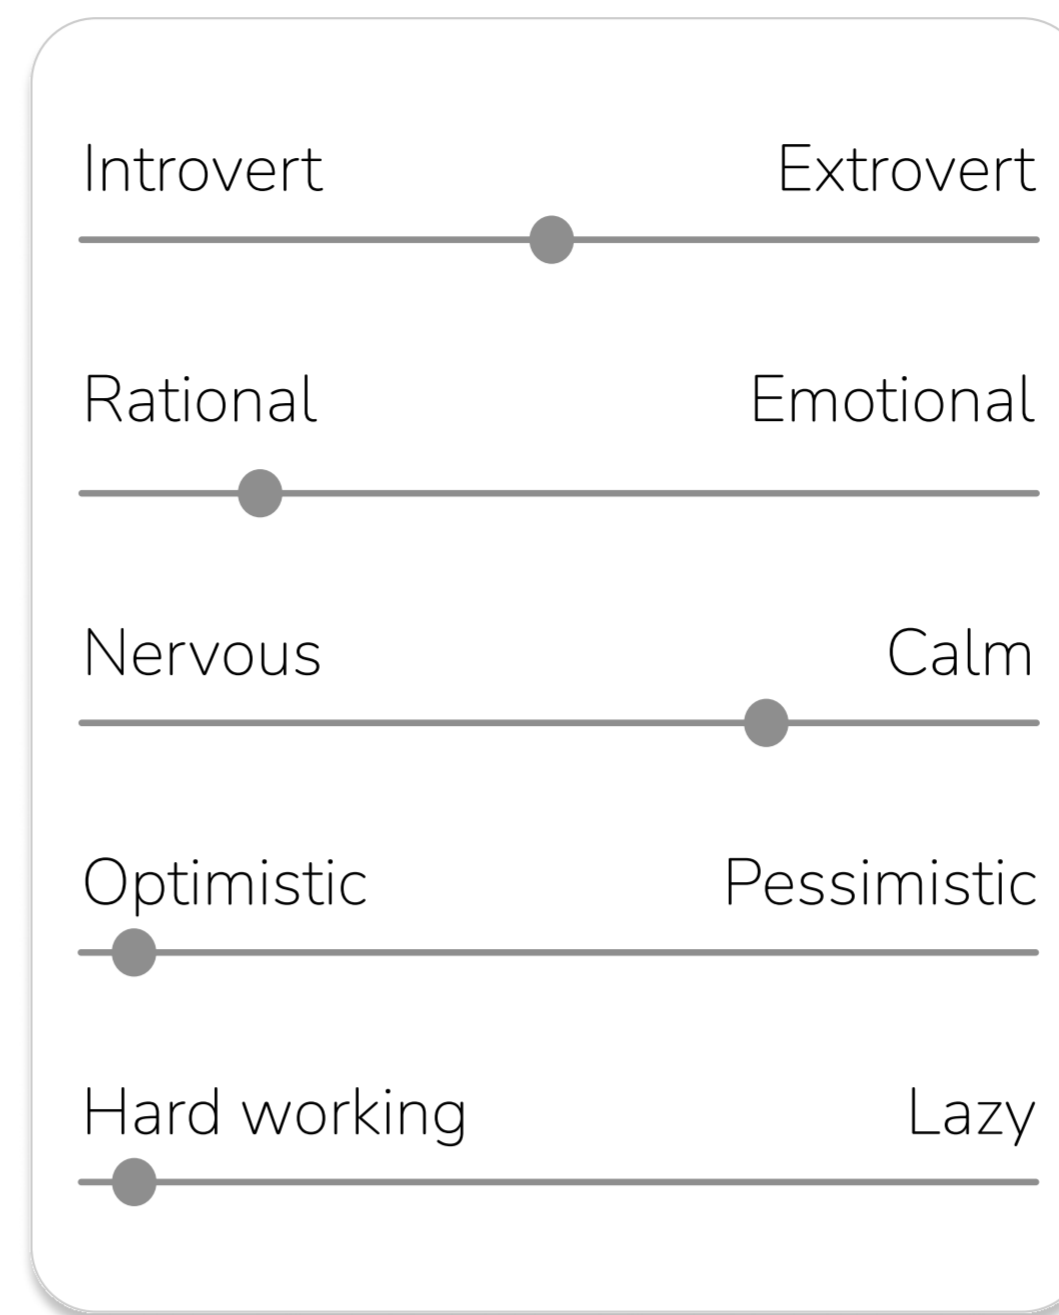 Introvert Extrovert
Rational Emotional
Nervous Calm
Optimistic Pessimistic
Hard working Lazy